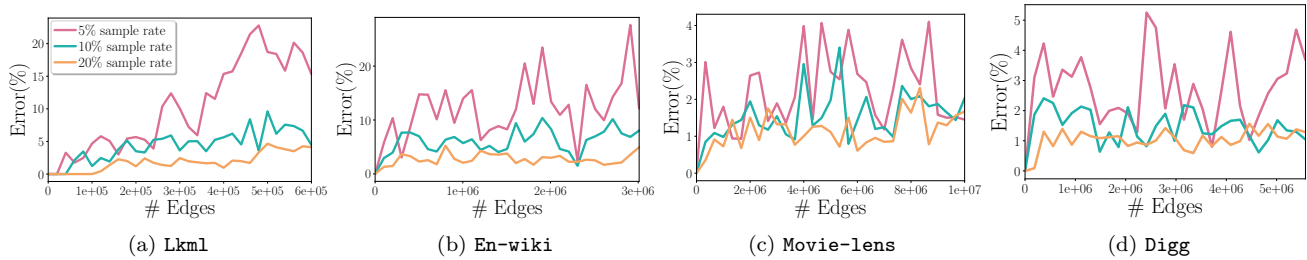 5% sample rate
10% sample rate
20% sample rate
Error(%)
20
15
10
5
0
0
1e+05
2e+05
3e+05
4e+05
5e+05
6e+05
# Edges
(a) Lkml
Error(%)
20
10
0
0
1e+06
2e+06
3e+06
# Edges
(b) En-wiki
Error(%)
4
3
2
1
0
0
2e+06
4e+06
6e+06
8e+06
1e+07
# Edges
(c) Movie-lens
Error(%)
5
4
3
2
1
0
0
1e+06
2e+06
3e+06
4e+06
5e+06
# Edges
(d) Digg